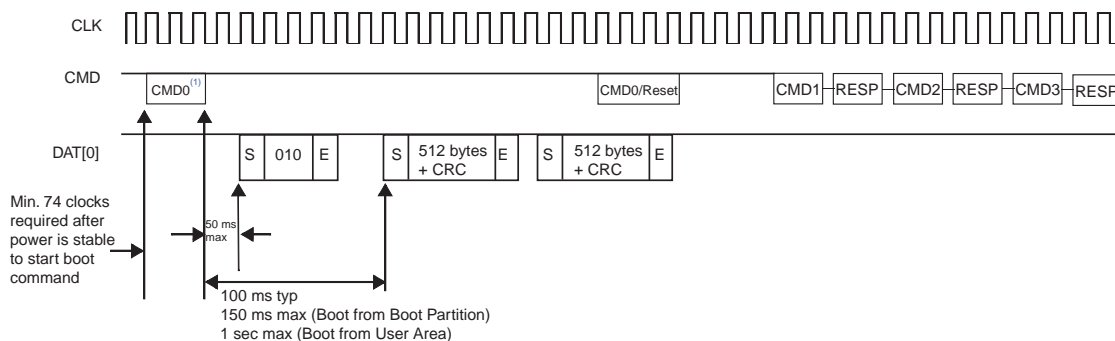 CLK
CMD
CMD0(1)
CMD0/Reset
CMD1
RESP
CMD2
RESP
CMD3
RESP
DAT[0]
S
010
E
S
512 bytes
+ CRC
E
S
512 bytes
+ CRC
E
Min. 74 clocks
required after
power is stable
to start boot
command
50 ms
max
100 ms typ
150 ms max (Boot from Boot Partition)
1 sec max (Boot from User Area)